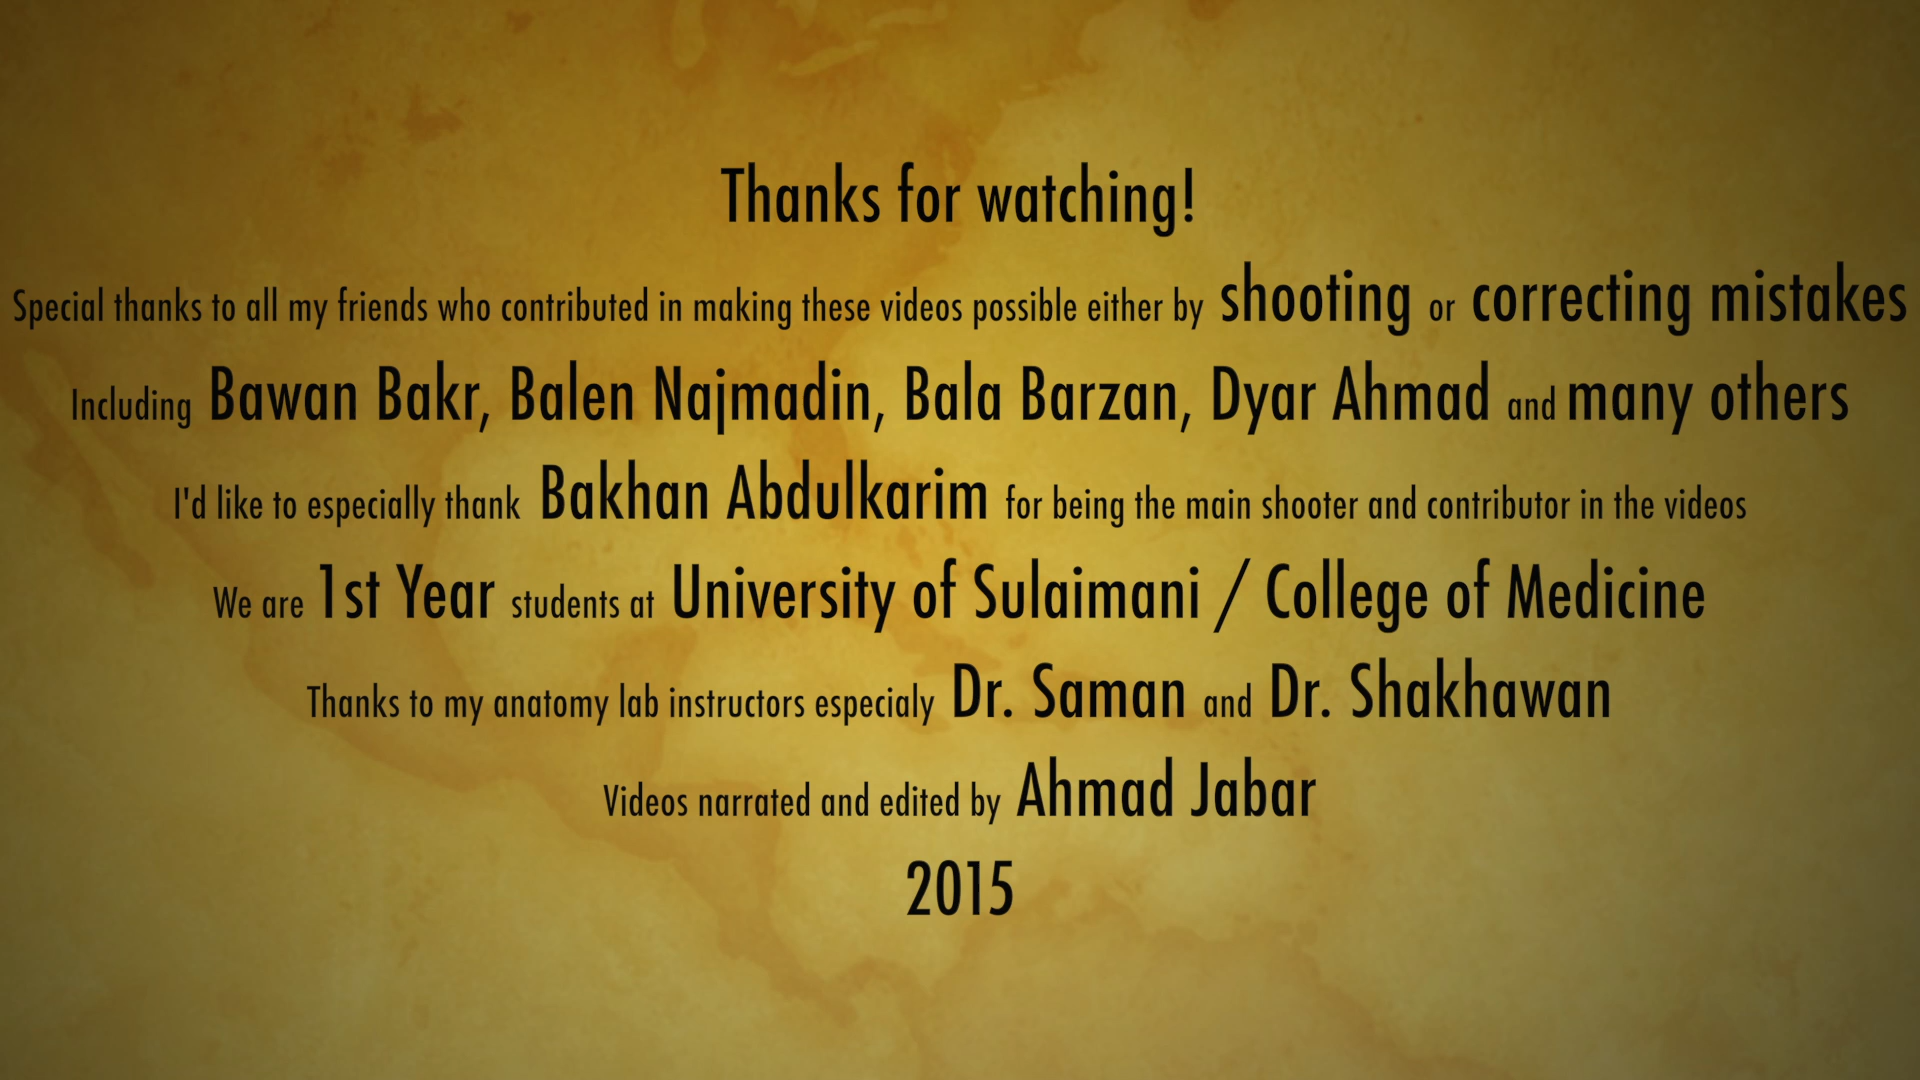 Thanks for watching!
Special thanks to all my friends who contributed in making these videos possible either by shooting or correcting mistakes
Including Bawan Bakr, Balen Najmadin, Bala Barzan, Dyar Ahmad and many others
I'd like to especially thank Bakhan Abdulkarim for being the main shooter and contributor in the videos
We are 1st Year students at University of Sulaimani / College of Medicine
Thanks to my anatomy lab instructors especialy Dr. Saman and Dr. Shakhawan
Videos narrated and edited by Ahmad Jabar
2015